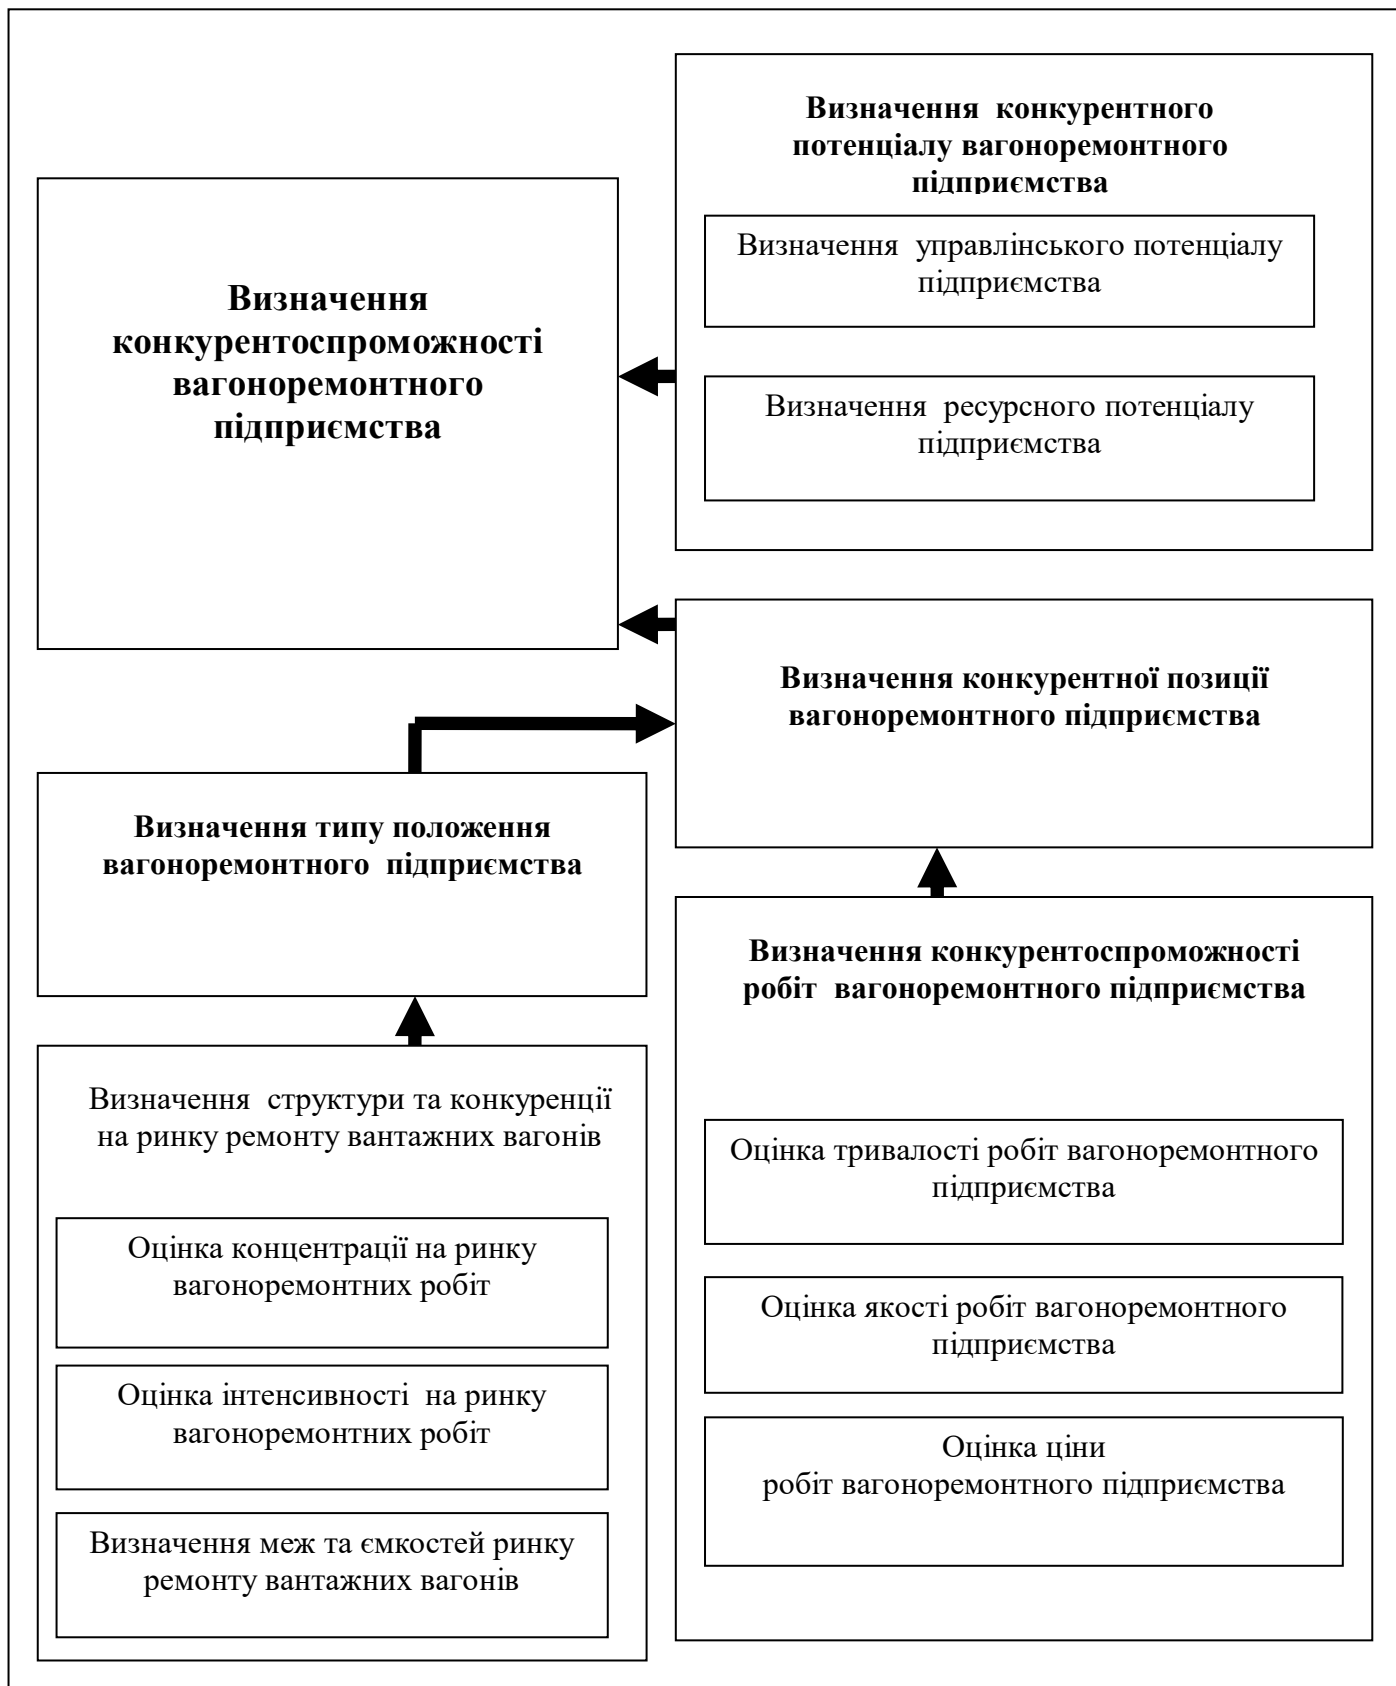 Визначення конкурентного
потенціалу вагоноремонтного
підприємства
Визначення управлінського потенціалу
підприємства
Визначення ресурсного потенціалу
підприємства
Визначення
конкурентоспроможності
вагоноремонтного
підприємства
Визначення конкурентної позиції
вагоноремонтного підприємства
Визначення типу положення
вагоноремонтного підприємства
Визначення конкурентоспроможності
робіт вагоноремонтного підприємства
Оцінка тривалості робіт вагоноремонтного
підприємства
Оцінка якості робіт вагоноремонтного
підприємства
Оцінка ціни
робіт вагоноремонтного підприємства
Визначення структури та конкуренції
на ринку ремонту вантажних вагонів
Оцінка концентрації на ринку
вагоноремонтних робіт
Оцінка інтенсивності на ринку
вагоноремонтних робіт
Визначення меж та ємкостей ринку
ремонту вантажних вагонів